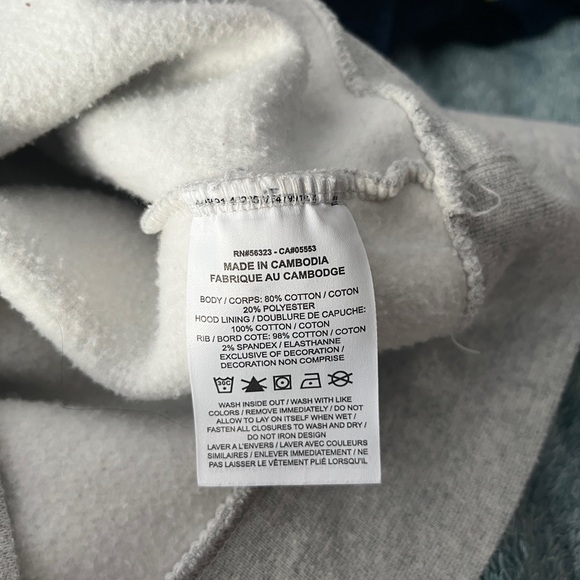 RN#56323 - CA#05553
MADE IN CAMBODIA
FABRIQUE AU CAMBODGE
BODY / CORPS: 80% COTTON / COTON
20% POLYESTER
HOOD LINING / DOUBLURE DE CAPUCHE:
100% COTTON / COTON
RIB / BORD COTE: 98% COTTON / COTON
2% SPANDEX / ELASTHANNE
EXCLUSIVE OF DECORATION /
DECORATION NON COMPRISE
WASH INSIDE OUT / WASH WITH LIKE
COLORS / REMOVE IMMEDIATELY / DO NOT
ALLOW TO LAY ON ITSELF WHEN WET /
FASTEN ALL CLOSURES TO WASH AND DRY /
DO NOT IRON DESIGN
LAVER A L'ENVERS / LAVER AVEC COULEURS
SIMILAIRES / ENLEVER IMMEDIATEMENT / NE
PAS LAISSER LE VÊTEMENT PLIÉ LORSQU'IL